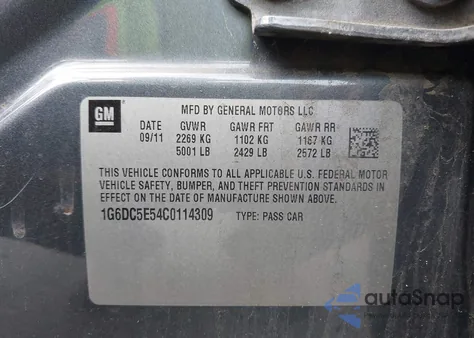 GM
MFD BY GENERAL MOTORS LLC
DATE GVWR GAWR FRT GAWR RR
09/11 2269 KG 1102 KG 1167 KG
5001 LB 2429 LB 2572 LB
THIS VEHICLE CONFORMS TO ALL APPLICABLE U.S. FEDERAL MOTOR
VEHICLE SAFETY, BUMPER, AND THEFT PREVENTION STANDARDS IN
EFFECT ON THE DATE OF MANUFACTURE SHOWN ABOVE.
1G6DC5E54C0114309 TYPE: PASS CAR
autoSnap